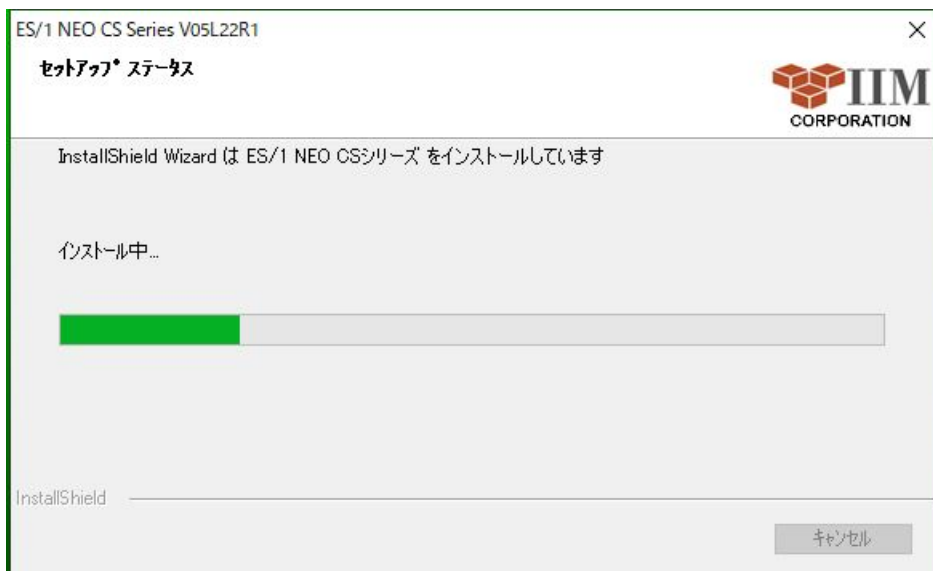 ES/1 NEO CS Series V05L22R1
セットアップ ステータス
IIM
CORPORATION
InstallShield Wizard は ES/1 NEO CSシリーズ をインストールしています
インストール中...
InstallShield
キャンセル